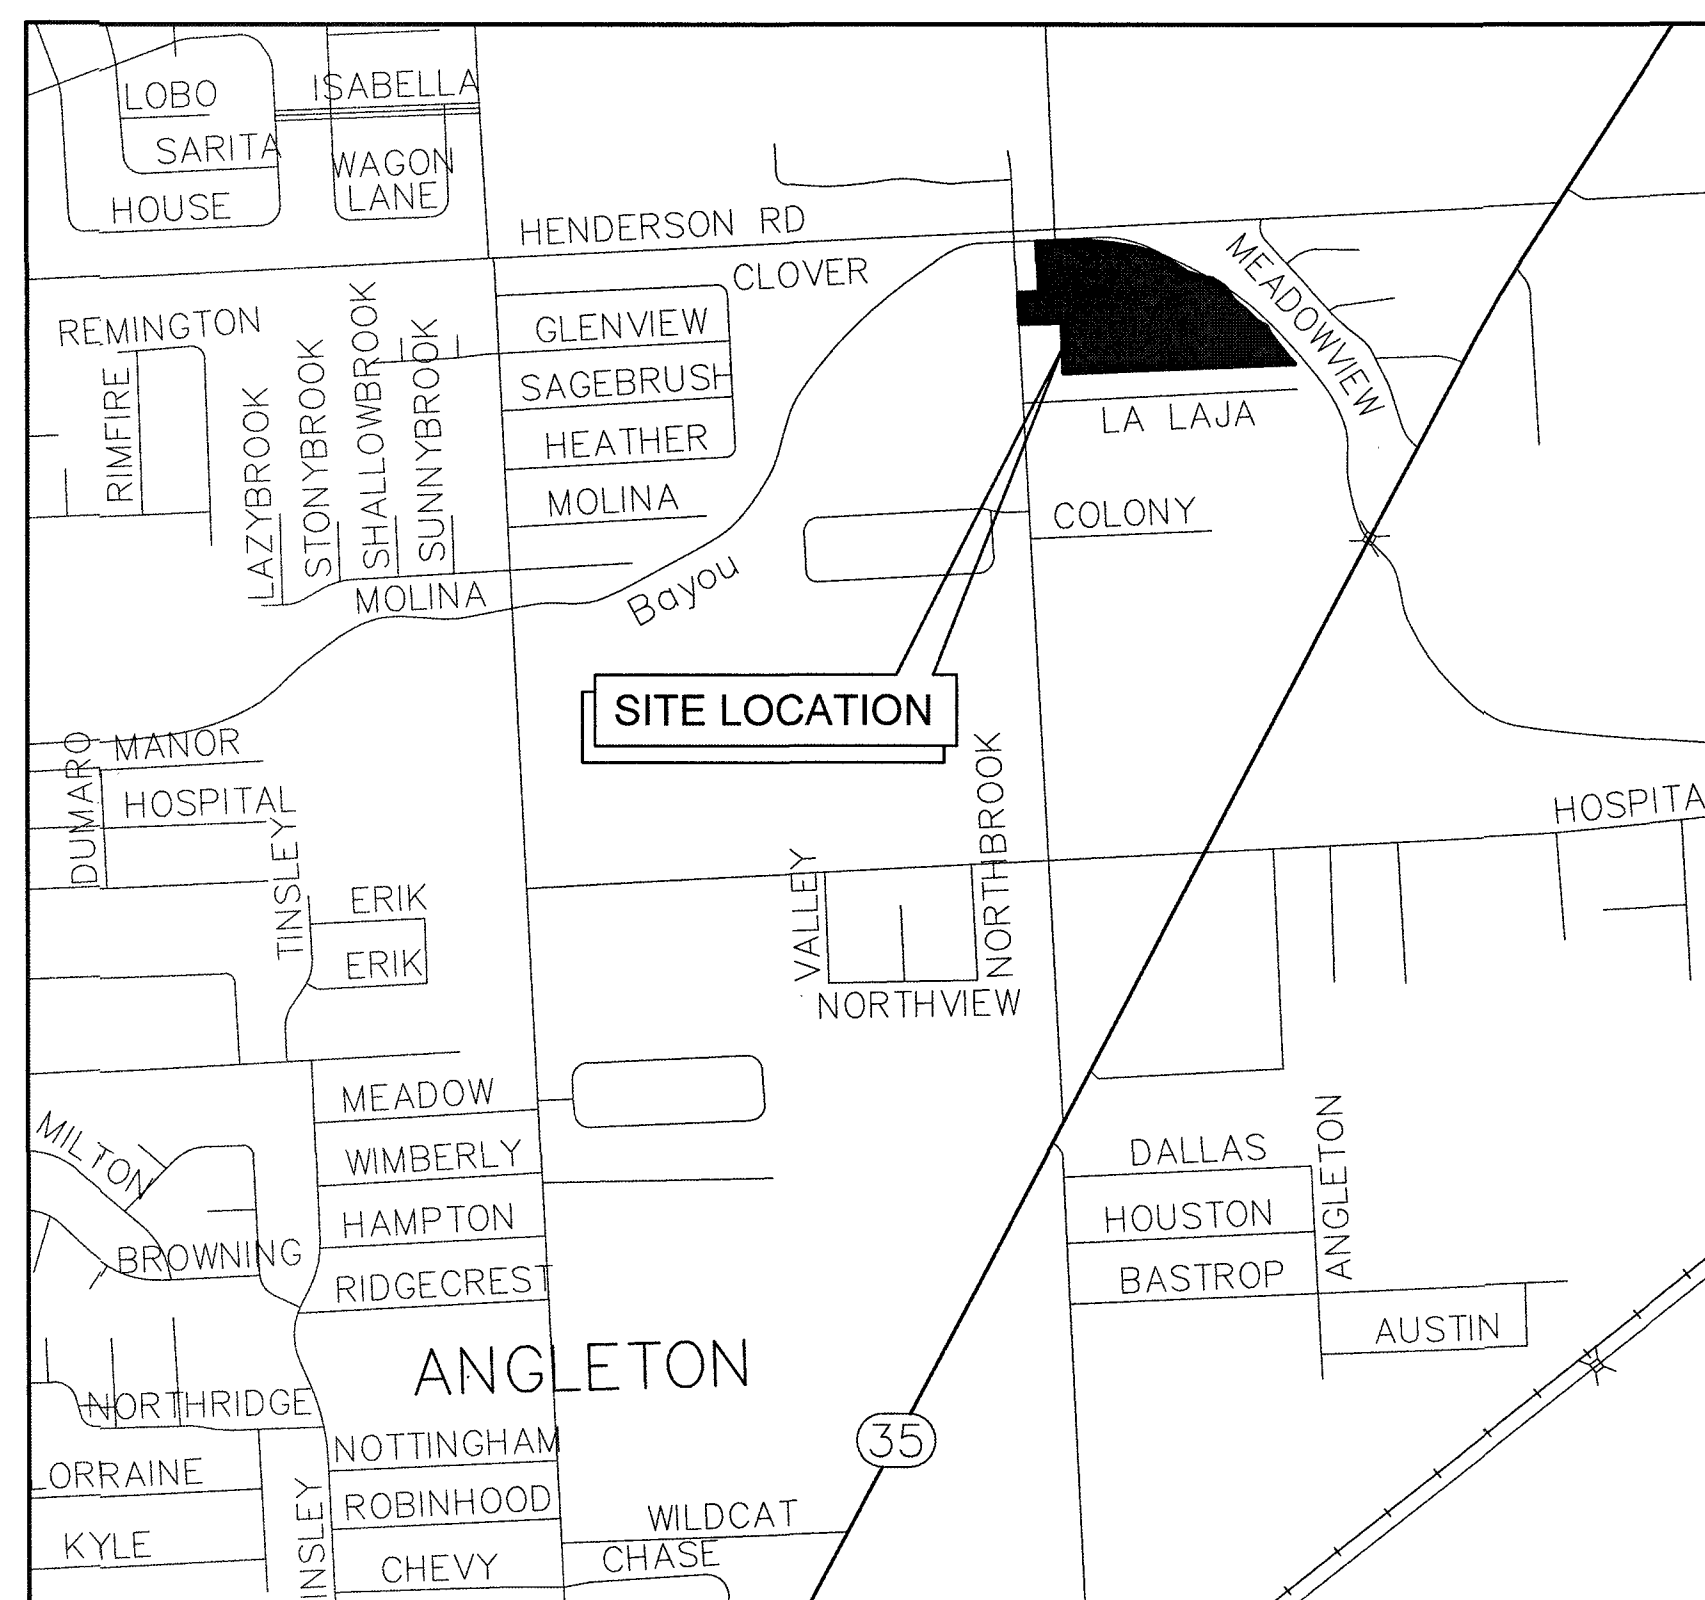 LOBO
ISABELLA
SARITA
WAGON
LANE
HOUSE
HENDERSON RD
CLOVER
MEADOWVIEW
REMINGTON
GLENVIEW
SAGEBRUSH
HEATHER
MOLINA
RIMFIRE
LAZYBROOK
STONYBROOK
SHALLOWBROOK
SUNNYBROOK
LA LAJA
COLONY
MOLINA
Bayou
SITE LOCATION
MANOR
DUMARO
HOSPITAL
TINSLEY
HOSPITA
ERIK
ERIK
VALLEY
NORTHBROOK
NORTHVIEW
MEADOW
MILTON
WIMBERLY
HAMPTON
BROWNING
RIDGECREST
DALLAS
HOUSTON
BASTROP
ANGLETON
AUSTIN
ANGLETON
NORTHRIDGE
35
NOTTINGHAM
LORRAINE
ROBINHOOD
INSLEY
WILDCAT
KYLE
CHEVY
CHASE